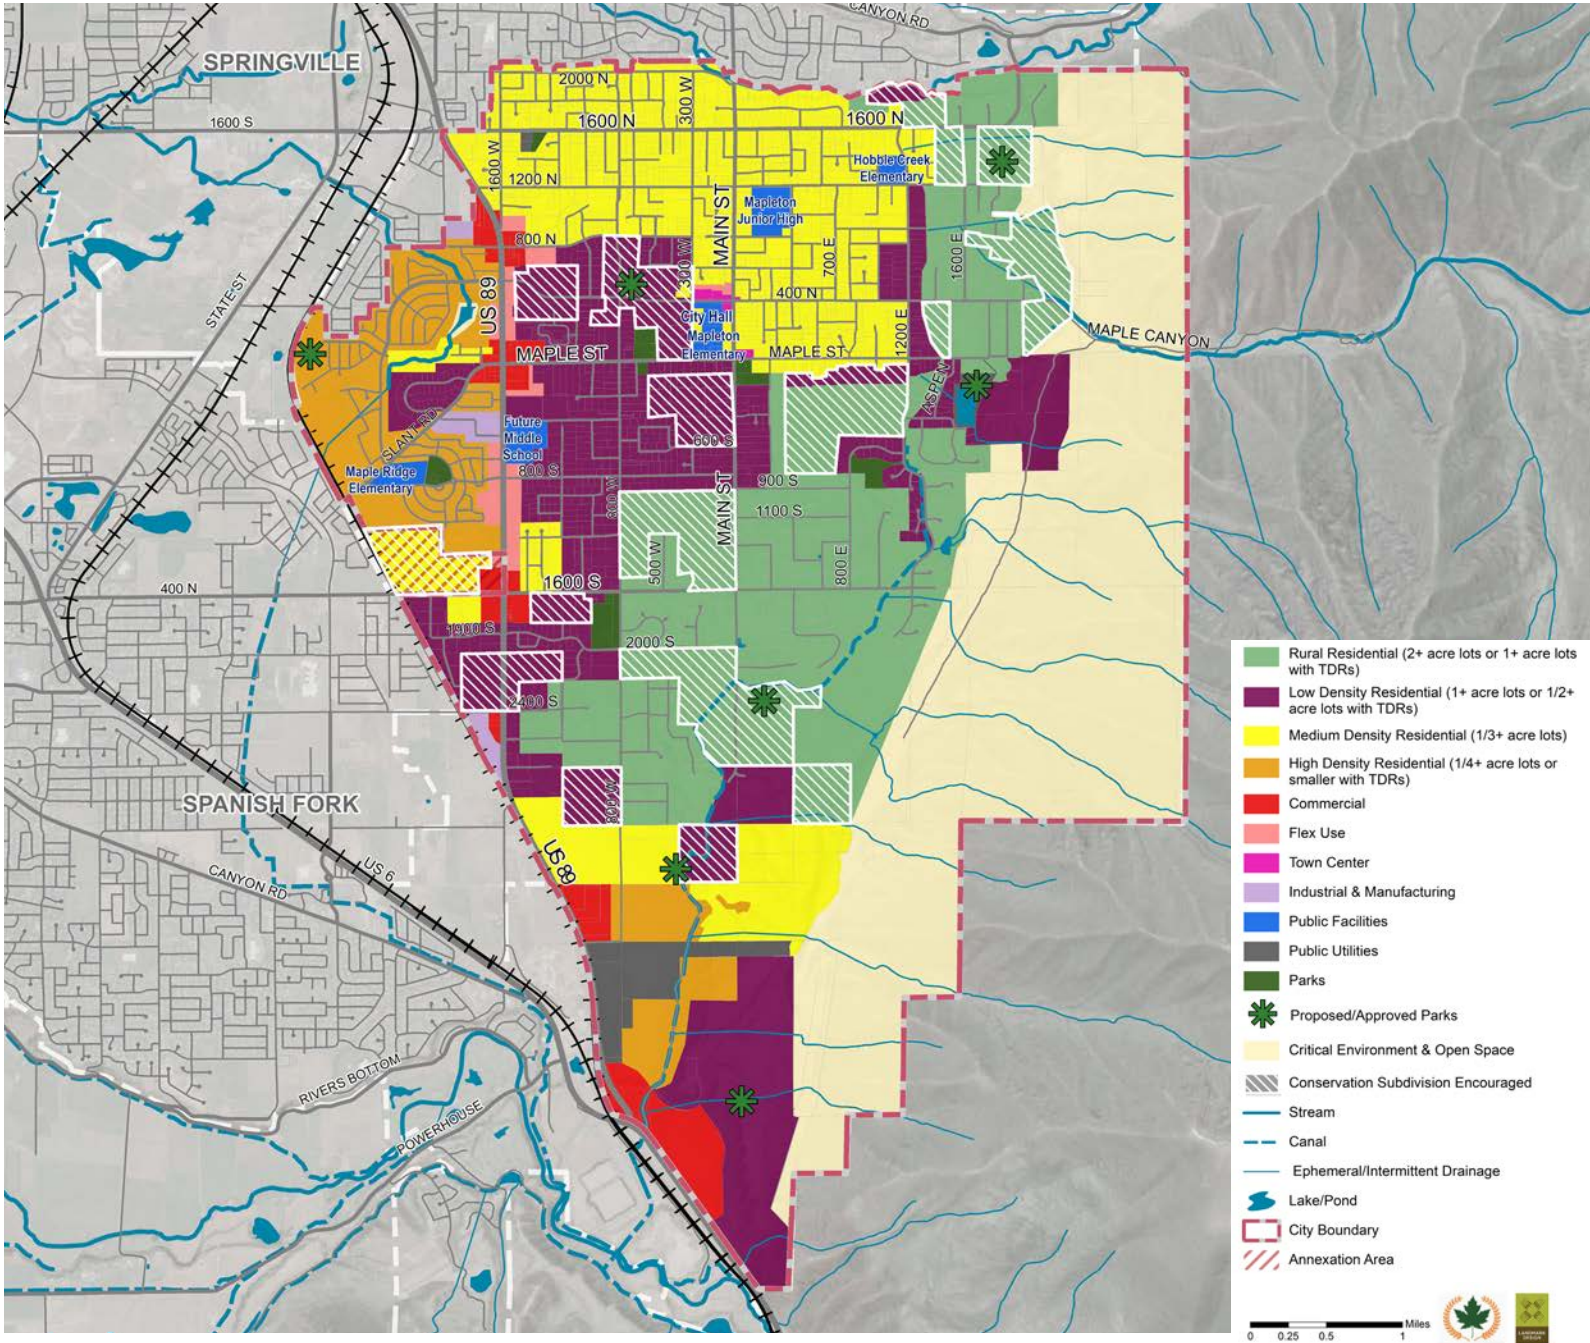 CANYON RD
SPRINGVILLE
2000 N
300 W
1600 S
1600 N
1600 N
1600 W
1200 N
Hobble Creek
Elementary
MAIN ST
Mapleton
Junior High
800 N
300 W
700 E
1600 E
STATE ST
US 89
400 N
City Hall
Mapleton
Elementary
1200 E
MAPLE CANYON
MAPLE ST
MAPLE ST
ASPEN
SLANT RD
Future
Middle
School
600 S
Maple Ridge
Elementary
800 S
900 S
800 W
MAIN ST
1100 S
500 W
800 E
400 N
1600 S
1900 S
2000 S
2400 S
SPANISH FORK
800 W
US 89
US 6
CANYON RD
RIVERS BOTTOM
POWERHOUSE
Rural Residential (2+ acre lots or 1+ acre lots
with TDRs)
Low Density Residential (1+ acre lots or 1/2+
acre lots with TDRs)
Medium Density Residential (1/3+ acre lots)
High Density Residential (1/4+ acre lots or
smaller with TDRs)
Commercial
Flex Use
Town Center
Industrial & Manufacturing
Public Facilities
Public Utilities
Parks
Proposed/Approved Parks
Critical Environment & Open Space
Conservation Subdivision Encouraged
Stream
Canal
Ephemeral/Intermittent Drainage
Lake/Pond
City Boundary
Annexation Area
Miles
0 0.25 0.5 1
LANDMARK
DESIGN